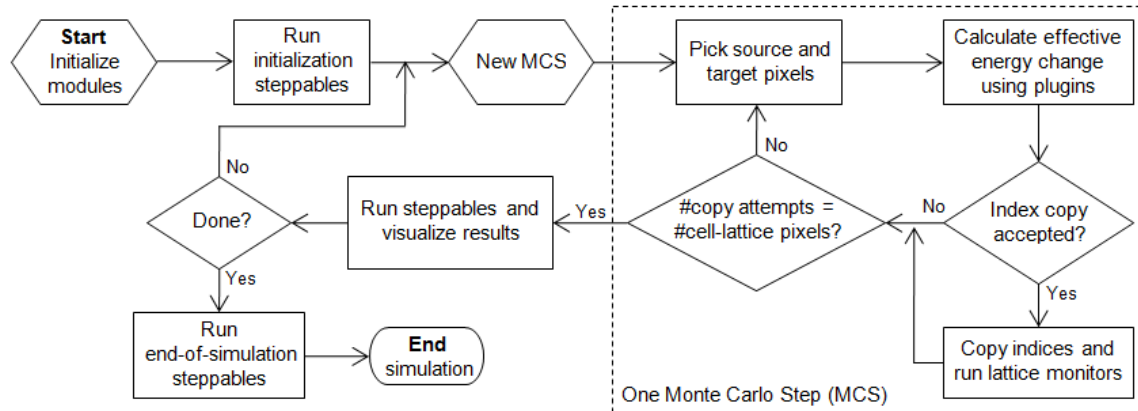 Start
Initialize
modules
Run
initialization
steppables
New MCS
Pick source and
target pixels
Calculate effective
energy change
using plugins
No
No
Done?
Run steppables and
visualize results
Yes
#copy attempts =
#cell-lattice pixels?
No
Index copy
accepted?
Yes
Yes
Run
end-of-simulation
steppables
End
simulation
Copy indices and
run lattice monitors
One Monte Carlo Step (MCS)